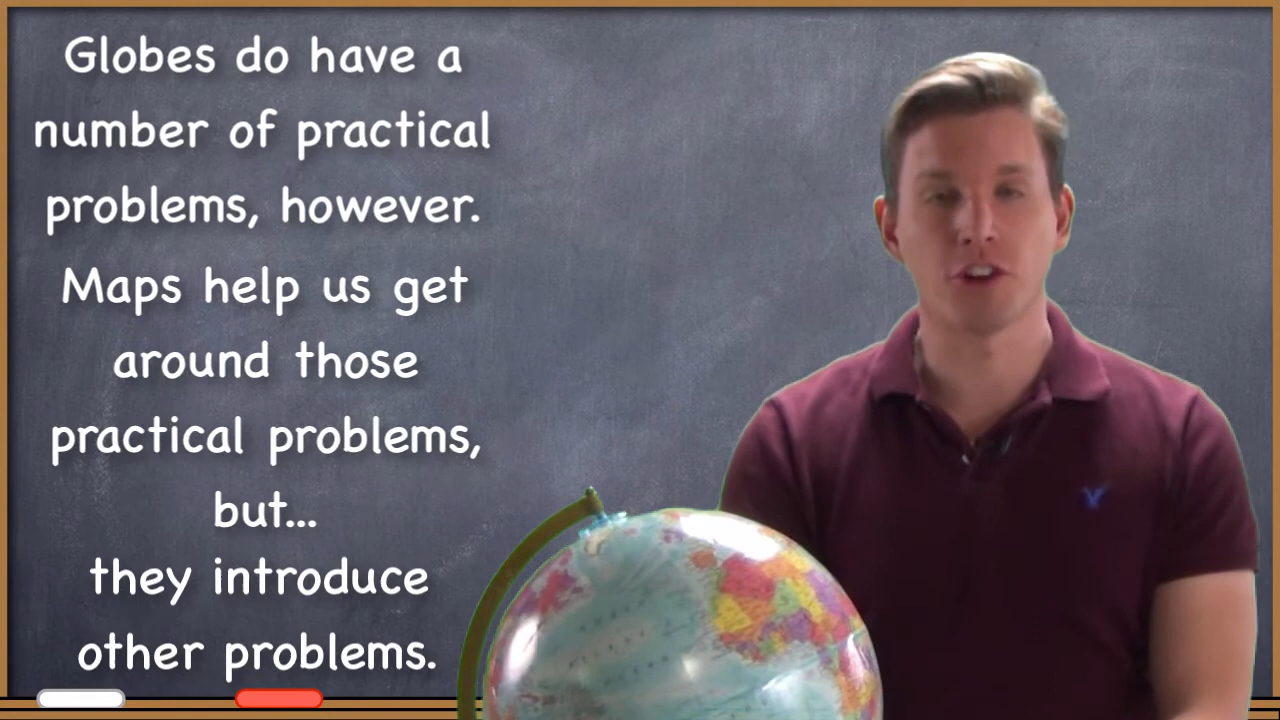 Globes do have a
number of practical
problems, however.
Maps help us get
around those
practical problems,
but...
they introduce
other problems.